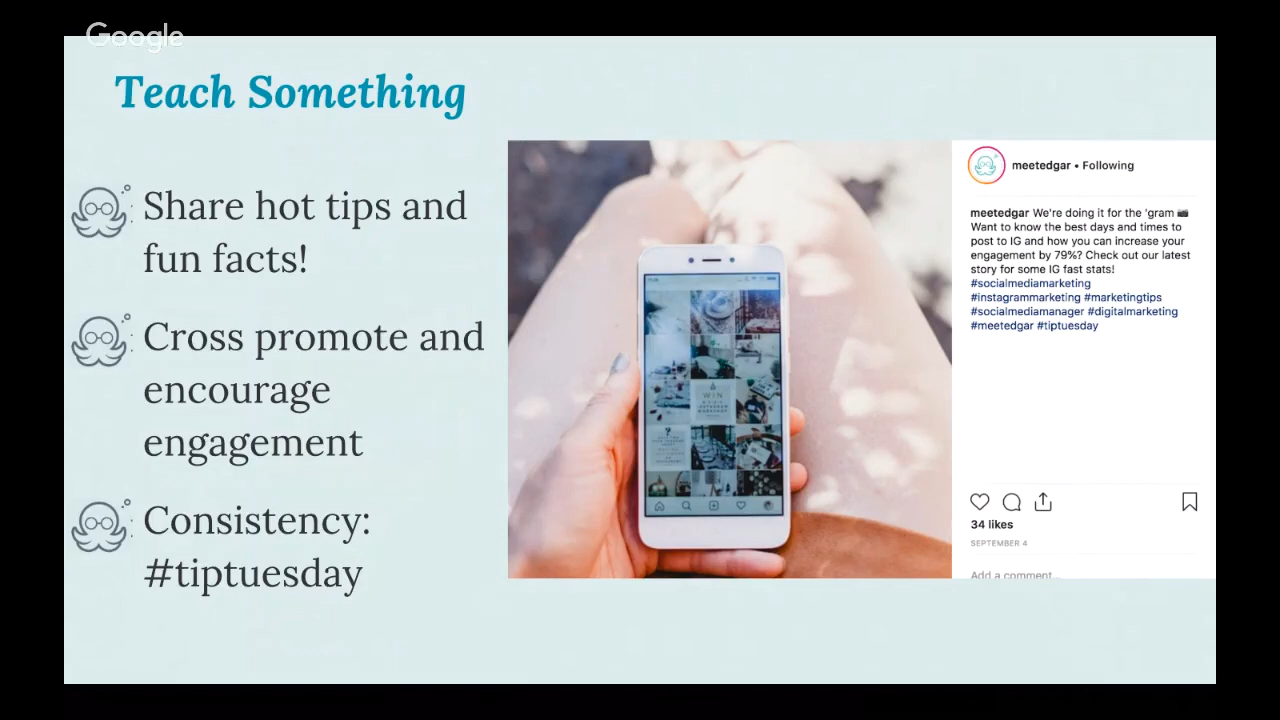 Google
Teach Something
Share hot tips and
fun facts!
Cross promote and
encourage
engagement
Consistency:
#tiptuesday
WIN
meetedgar • Following
meetedgar We're doing it for the 'gram 📷
Want to know the best days and times to
post to IG and how you can increase your
engagement by 79%? Check out our latest
story for some IG fast stats!
#socialmediamarketing
#instagrammarketing #marketingtips
#socialmediamanager #digitalmarketing
#meetedgar #tiptuesday
34 likes
SEPTEMBER 4
Add a comment...